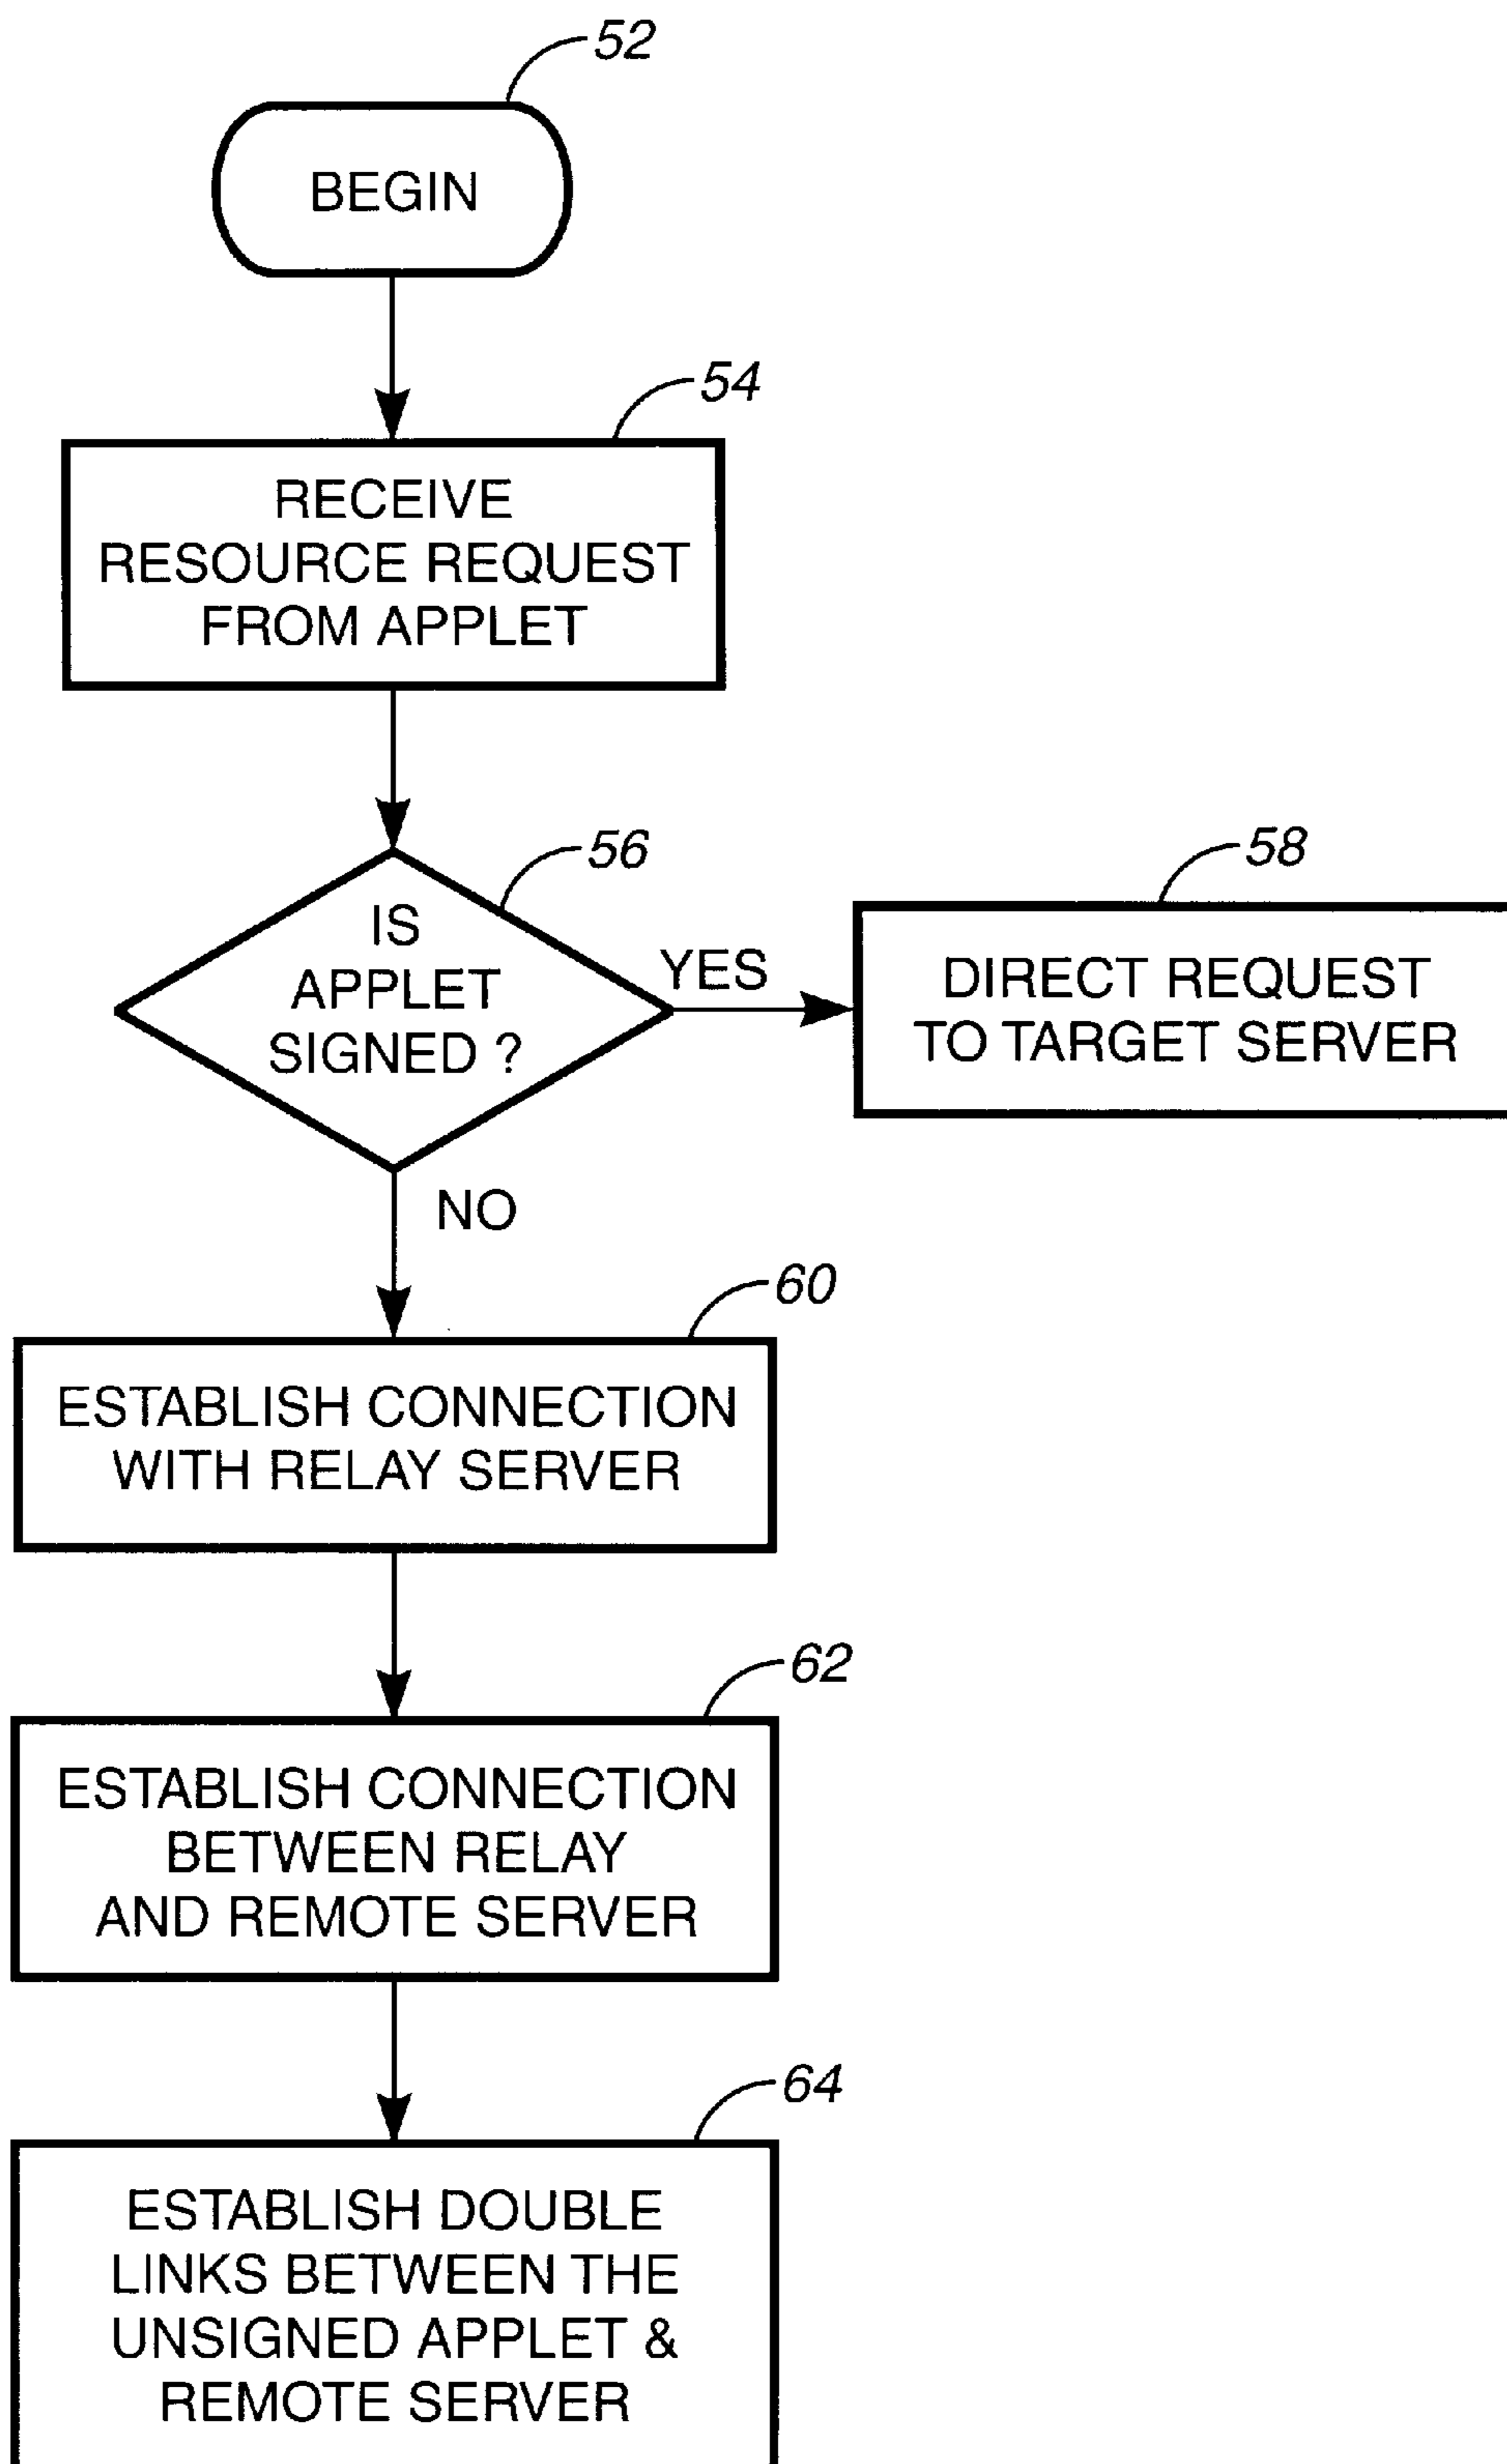 52
BEGIN
54
RECEIVE
RESOURCE REQUEST
FROM APPLET
56
IS
APPLET
SIGNED ?
YES
58
DIRECT REQUEST
TO TARGET SERVER
NO
60
ESTABLISH CONNECTION
WITH RELAY SERVER
62
ESTABLISH CONNECTION
BETWEEN RELAY
AND REMOTE SERVER
64
ESTABLISH DOUBLE
LINKS BETWEEN THE
UNSIGNED APPLET &
REMOTE SERVER